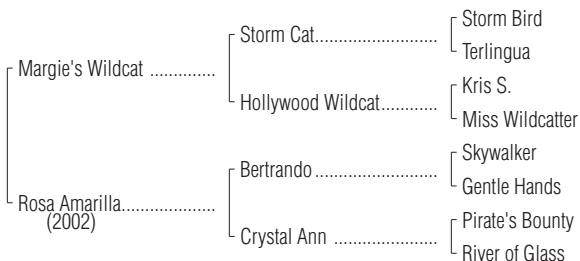 Storm Bird
Storm Cat..............................
Terlingua
Margie's Wildcat ................
Kris S.
Hollywood Wildcat..............
Miss Wildcatter
Skywalker
Bertrando ..............................
Gentle Hands
Rosa Amarilla.......................
(2002)
Pirate's Bounty
Crystal Ann .........................
River of Glass